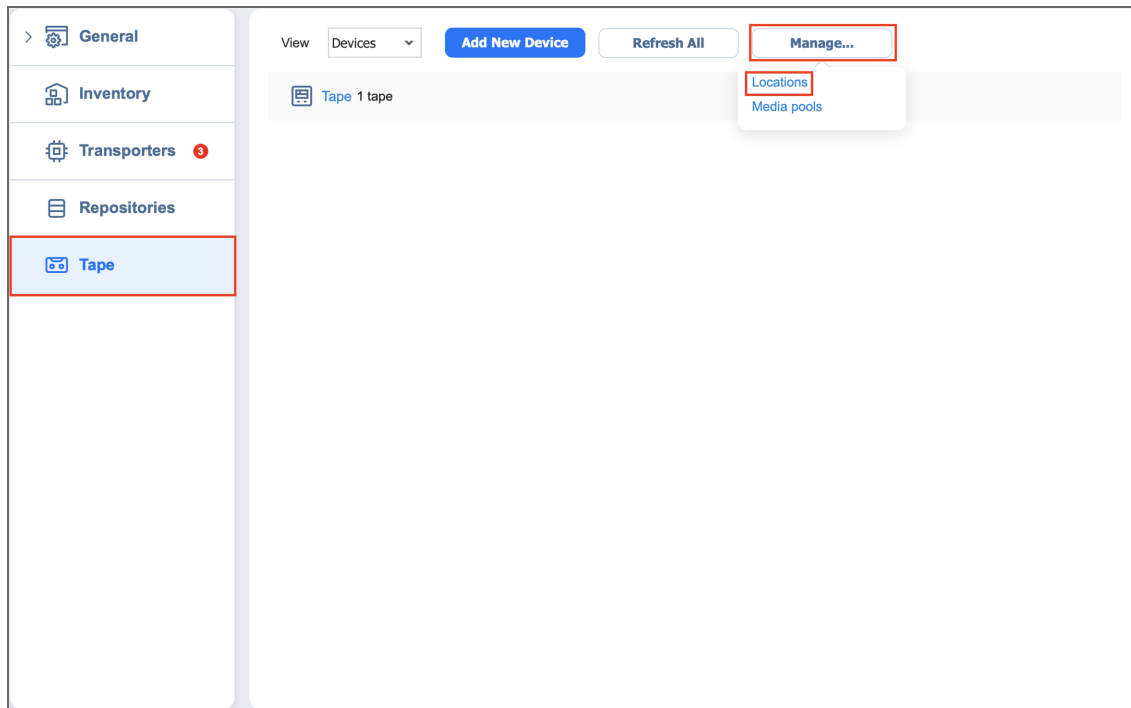 General
Inventory
Transporters 3
Repositories
Tape
View Devices Add New Device Refresh All Manage...
Tape 1 tape
Locations
Media pools